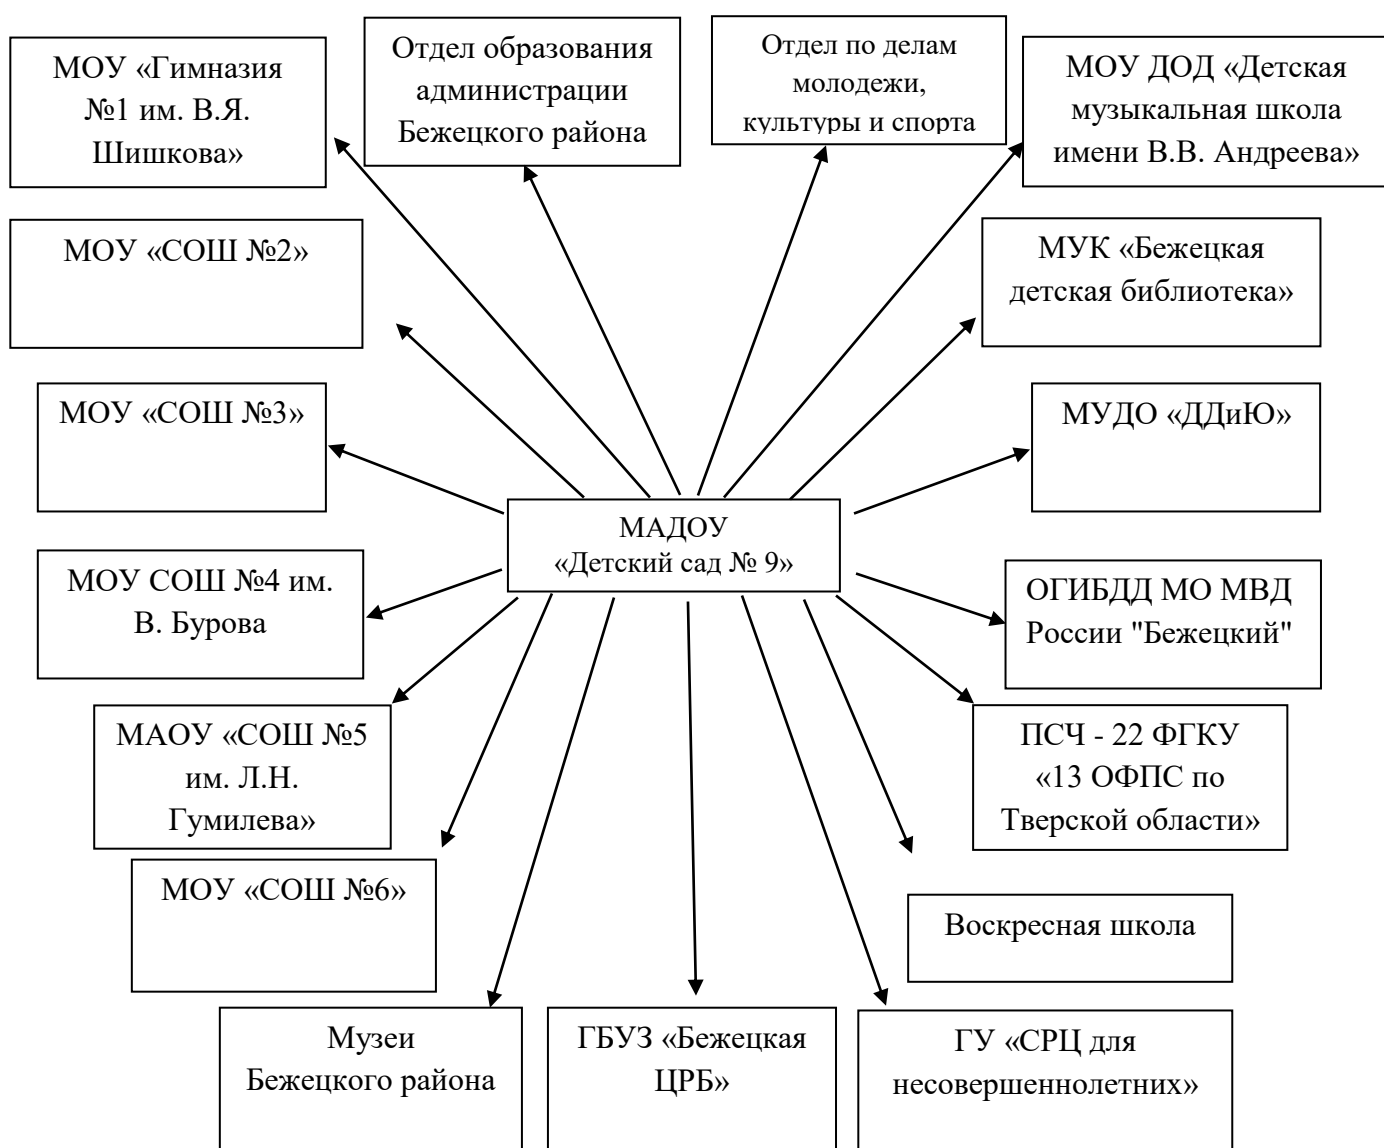 МОУ «Гимназия
№1 им. В.Я.
Шишкова»
Отдел образования
администрации
Бежецкого района
Отдел по делам
молодежи,
культуры и спорта
МОУ ДОД «Детская
музыкальная школа
имени В.В. Андреева»
МОУ «СОШ №2»
МУК «Бежецкая
детская библиотека»
МОУ «СОШ №3»
МУДО «ДДиЮ»
МАДОУ
«Детский сад № 9»
МОУ СОШ №4 им.
В. Бурова
ОГИБДД МО МВД
России "Бежецкий"
МАОУ «СОШ №5
им. Л.Н.
Гумилева»
ПСЧ - 22 ФГКУ
«13 ОФПС по
Тверской области»
МОУ «СОШ №6»
Воскресная школа
Музеи
Бежецкого района
ГБУЗ «Бежецкая
ЦРБ»
ГУ «СРЦ для
несовершеннолетних»